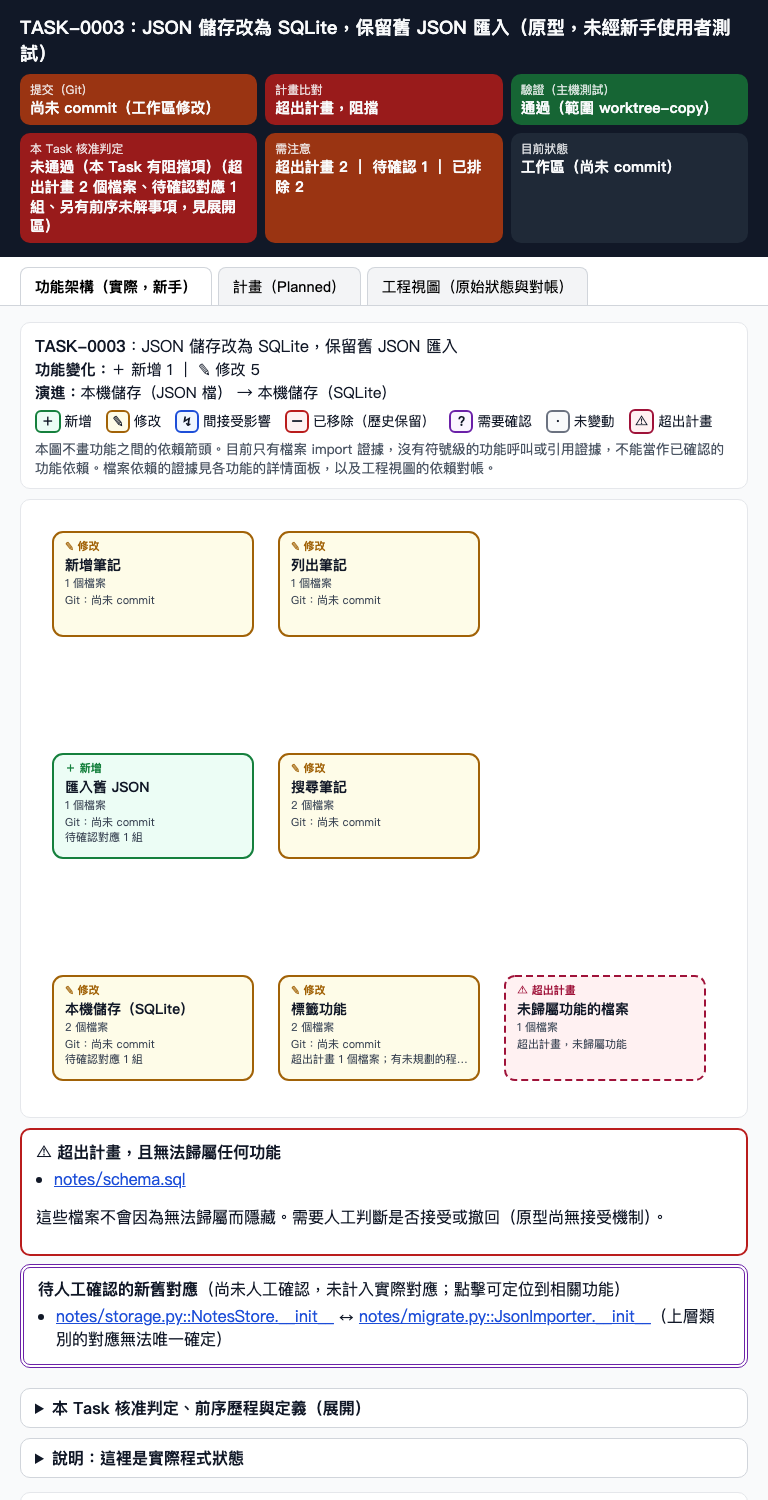 TASK-0003：JSON 儲存改為 SQLite，保留舊 JSON 匯入（原型，未經新手使用者測
試）
提交（Git）
尚未 commit（工作區修改）
計畫比對
超出計畫，阻擋
驗證（主機測試）
通過（範圍 worktree-copy）
本 Task 核准判定
未通過（本 Task 有阻擋項）（超
出計畫 2 個檔案、待確認對應 1
組、另有前序未解事項，見展開
區）
需注意
超出計畫 2 ｜ 待確認 1 ｜ 已排
除 2
目前狀態
工作區（尚未 commit）
功能架構（實際，新手）
計畫（Planned）
工程視圖（原始狀態與對帳）
TASK-0003：JSON 儲存改為 SQLite，保留舊 JSON 匯入
功能變化：＋ 新增 1 ｜ ✎ 修改 5
演進：本機儲存（JSON 檔） → 本機儲存（SQLite）
＋ 新增 ✎ 修改 ↯ 間接受影響 － 已移除（歷史保留） ? 需要確認 · 未變動 ⚠ 超出計畫
本圖不畫功能之間的依賴箭頭。目前只有檔案 import 證據，沒有符號級的功能呼叫或引用證據，不能當作已確認的
功能依賴。檔案依賴的證據見各功能的詳情面板，以及工程視圖的依賴對帳。
✎ 修改
新增筆記
1 個檔案
Git：尚未 commit
✎ 修改
列出筆記
1 個檔案
Git：尚未 commit
＋ 新增
匯入舊 JSON
1 個檔案
Git：尚未 commit
待確認對應 1 組
✎ 修改
搜尋筆記
2 個檔案
Git：尚未 commit
✎ 修改
本機儲存（SQLite）
2 個檔案
Git：尚未 commit
待確認對應 1 組
✎ 修改
標籤功能
2 個檔案
Git：尚未 commit
超出計畫 1 個檔案；有未規劃的程…
⚠ 超出計畫
未歸屬功能的檔案
1 個檔案
超出計畫，未歸屬功能
⚠ 超出計畫，且無法歸屬任何功能
• notes/schema.sql
這些檔案不會因為無法歸屬而隱藏。需要人工判斷是否接受或撤回（原型尚無接受機制）。
待人工確認的新舊對應（尚未人工確認，未計入實際對應；點擊可定位到相關功能）
• notes/storage.py::NotesStore.__init__ ↔ notes/migrate.py::JsonImporter.__init__（上層類
別的對應無法唯一確定）
▶ 本 Task 核准判定、前序歷程與定義（展開）
▶ 說明：這裡是實際程式狀態